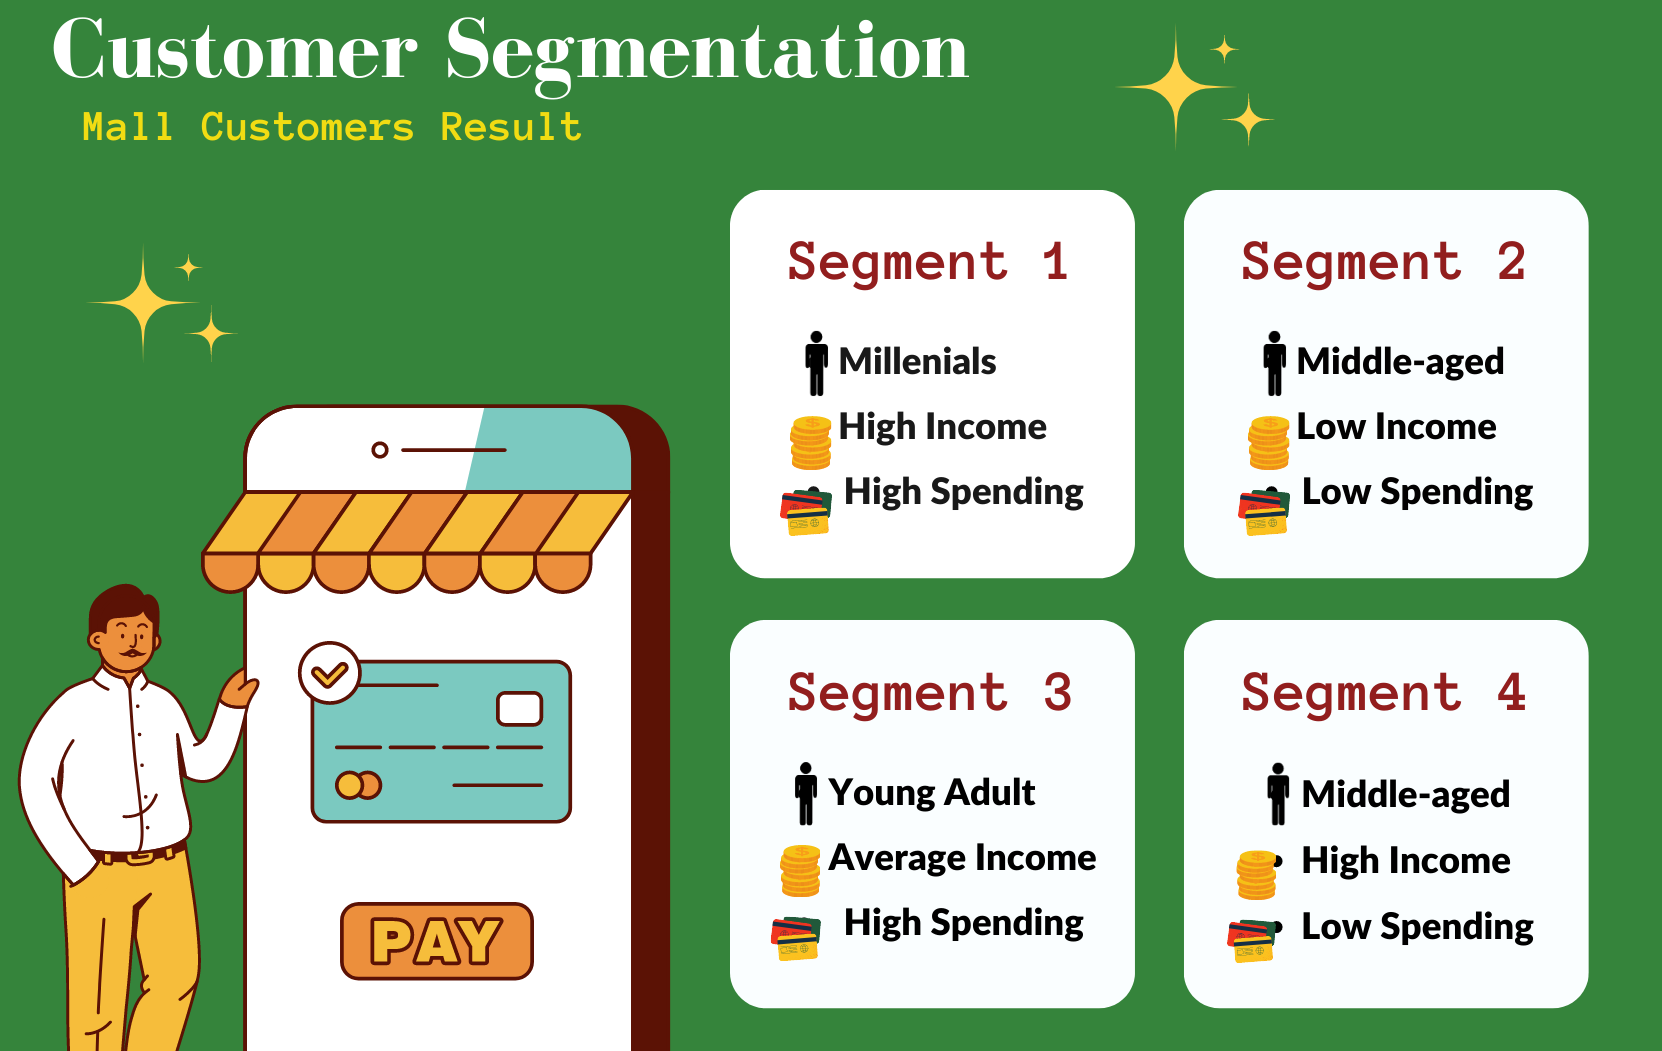 Customer Segmentation
Mall Customers Result
Segment 1
Millenials
High Income
High Spending
Segment 2
Middle-aged
Low Income
Low Spending
Segment 3
Young Adult
Average Income
High Spending
Segment 4
Middle-aged
High Income
Low Spending
PAY